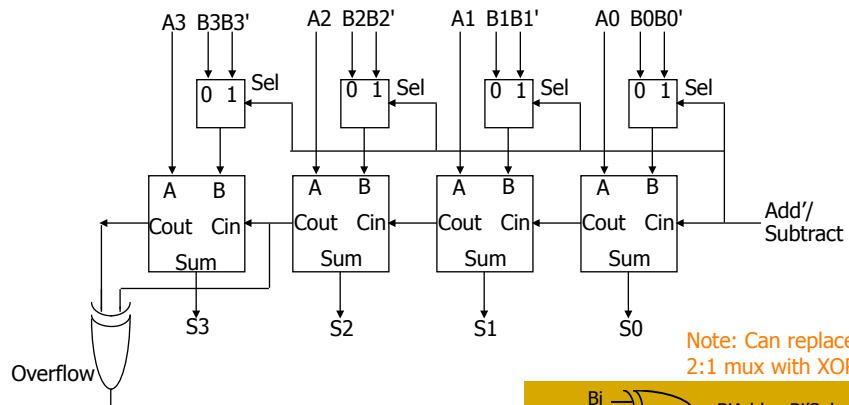 A3 B3B3' A2 B2B2' A1 B1B1' A0 B0B0'
0 1 Sel 0 1 Sel 0 1 Sel 0 1 Sel
A B A B A B A B
Cout Cin Cout Cin Cout Cin Cout Cin
Add'/
Subtract
Sum Sum Sum Sum
S3 S2 S1 S0
Note: Can replace
2:1 mux with XOR
Overflow
Bi